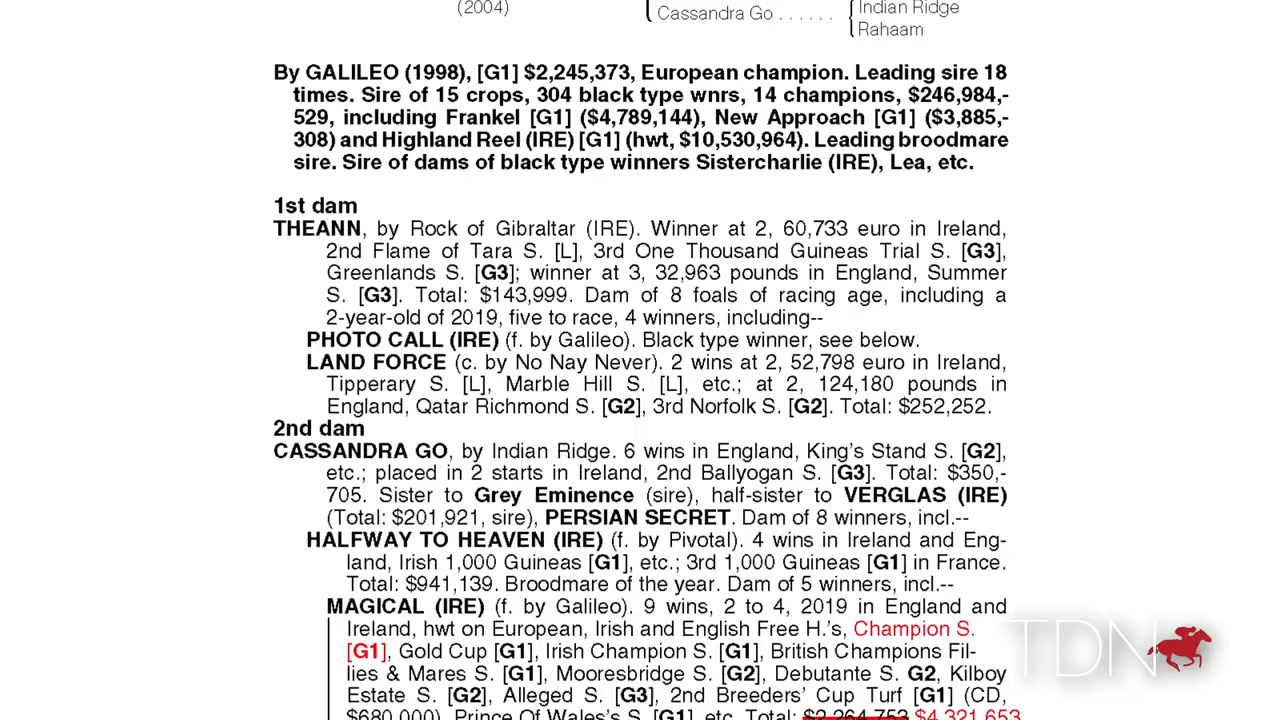 (2004)
Cassandra Go . . . . . .
Indian Ridge
Rahaam
By GALILEO (1998), [G1] $2,245,373, European champion. Leading sire 18
times. Sire of 15 crops, 304 black type wnrs, 14 champions, $246,984,-
529, including Frankel [G1] ($4,789,144), New Approach [G1] ($3,885,-
308) and Highland Reel (IRE) [G1] (hwt, $10,530,964). Leading broodmare
sire. Sire of dams of black type winners Sistercharlie (IRE), Lea, etc.
1st dam
THEANN, by Rock of Gibraltar (IRE). Winner at 2, 60,733 euro in Ireland,
2nd Flame of Tara S. [L], 3rd One Thousand Guineas Trial S. [G3],
Greenlands S. [G3]; winner at 3, 32,963 pounds in England, Summer
S. [G3]. Total: $143,999. Dam of 8 foals of racing age, including a
2-year-old of 2019, five to race, 4 winners, including--
PHOTO CALL (IRE) (f. by Galileo). Black type winner, see below.
LAND FORCE (c. by No Nay Never). 2 wins at 2, 52,798 euro in Ireland,
Tipperary S. [L], Marble Hill S. [L], etc.; at 2, 124,180 pounds in
England, Qatar Richmond S. [G2], 3rd Norfolk S. [G2]. Total: $252,252.
2nd dam
CASSANDRA GO, by Indian Ridge. 6 wins in England, King's Stand S. [G2],
etc.; placed in 2 starts in Ireland, 2nd Ballyogan S. [G3]. Total: $350,-
705. Sister to Grey Eminence (sire), half-sister to VERGLAS (IRE)
(Total: $201,921, sire), PERSIAN SECRET. Dam of 8 winners, incl.--
HALFWAY TO HEAVEN (IRE) (f. by Pivotal). 4 wins in Ireland and Eng-
land, Irish 1,000 Guineas [G1], etc.; 3rd 1,000 Guineas [G1] in France.
Total: $941,139. Broodmare of the year. Dam of 5 winners, incl.--
MAGICAL (IRE) (f. by Galileo). 9 wins, 2 to 4, 2019 in England and
Ireland, hwt on European, Irish and English Free H.'s, Champion S.
[G1], Gold Cup [G1], Irish Champion S. [G1], British Champions Fil-
lies & Mares S. [G1], Mooresbridge S. [G2], Debutante S. G2, Kilboy
Estate S. [G2], Alleged S. [G3], 2nd Breeders' Cup Turf [G1] (CD,
$680,000), Prince Of Wales's S. [G1], etc. Total: $2,264,753 $4,321,653
TDN